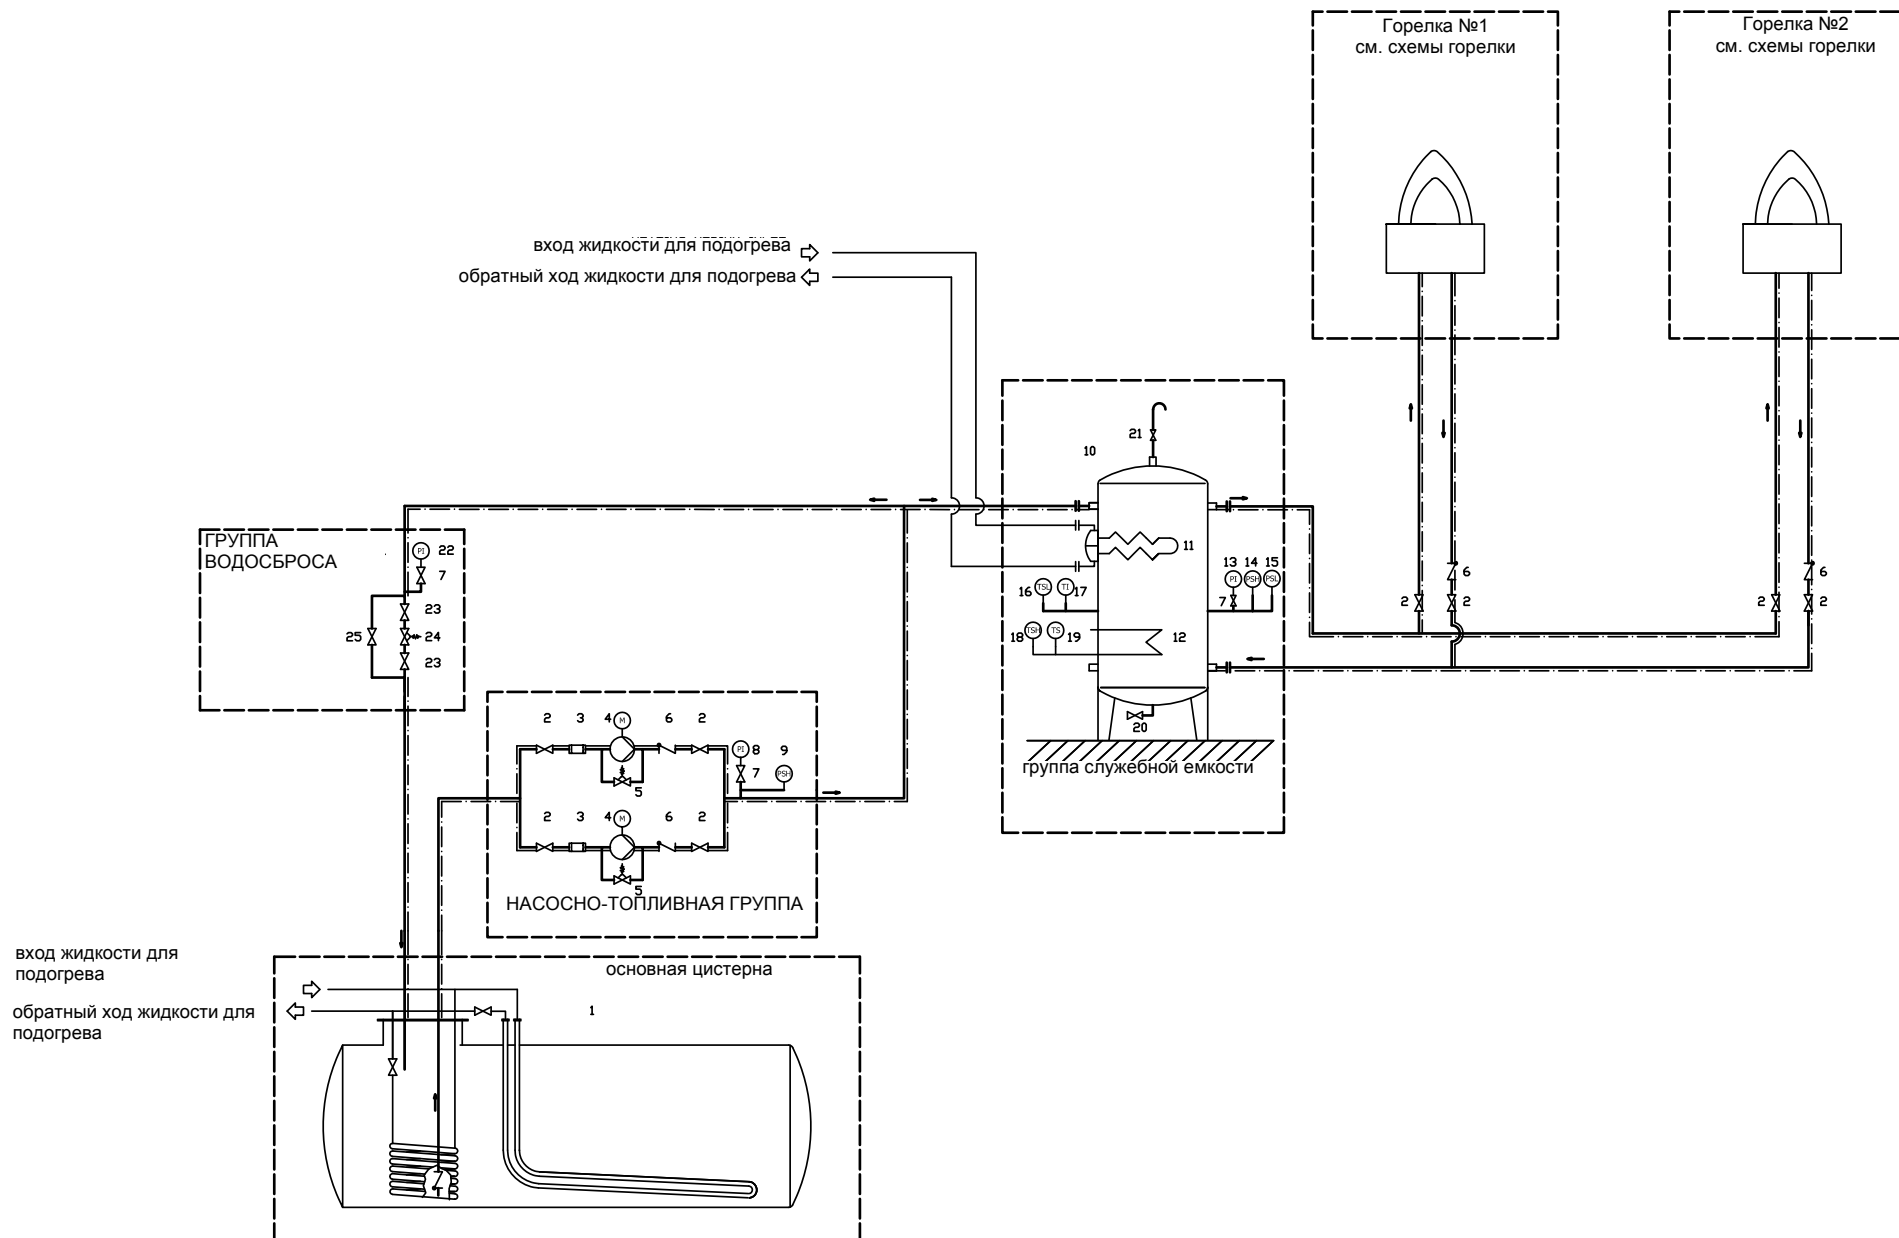 Горелка №1
см. схемы горелки
Горелка №2
см. схемы горелки
вход жидкости для подогрева
обратный ход жидкости для подогрева
21
10
11
13 14 15
PI PSH PSL
7
16 TSL TI 17
18 TSH TS 19
12
20
группа служебной емкости
6
2 2
6
2 2
ГРУППА
ВОДОСБРОСА
PI 22
7
23
25 24
23
2 3 4 M 6 2
5
PI 8 9
7 PSH
2 3 4 M 6 2
5
НАСОСНО-ТОПЛИВНАЯ ГРУППА
вход жидкости для
подогрева
обратный ход жидкости для
подогрева
основная цистерна
1